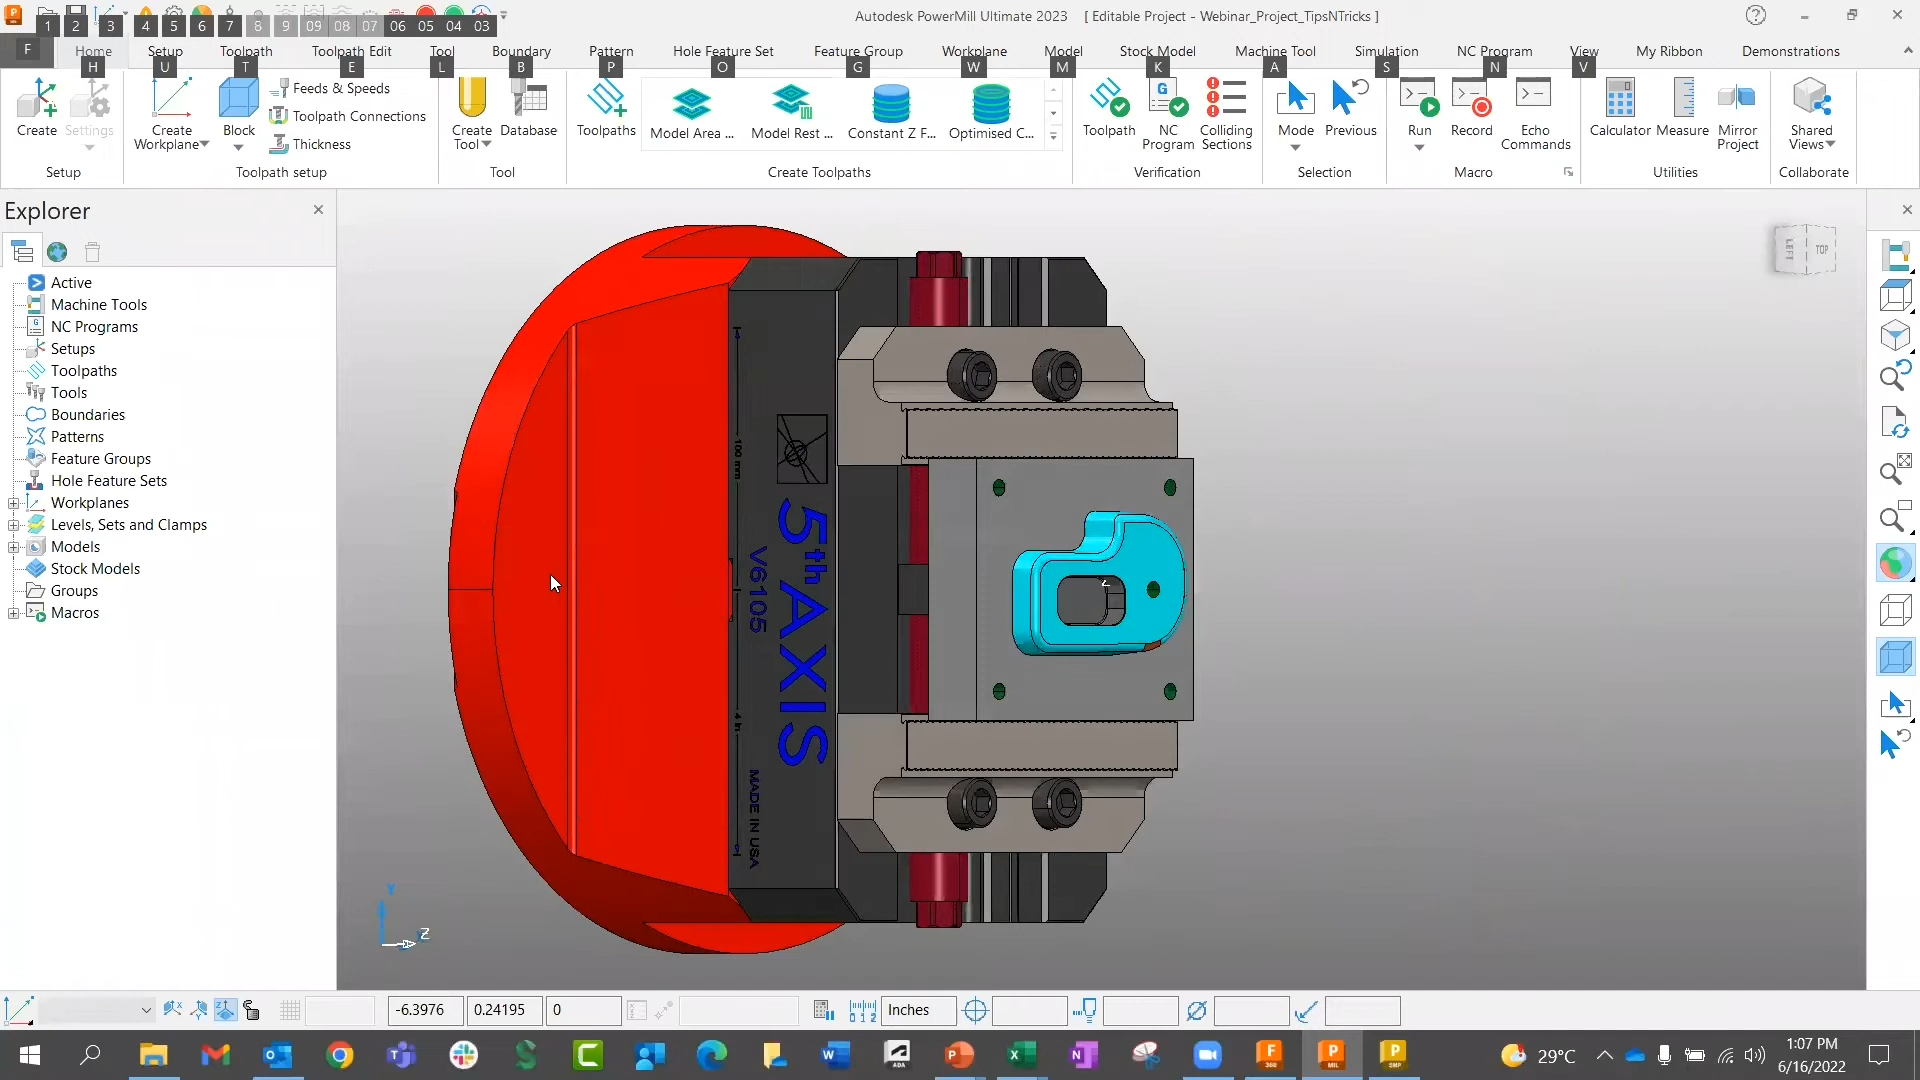 Autodesk PowerMill Ultimate 2023 [ Editable Project - Webinar_Project_TipsNTricks ]
1 2 3 4 5 6 7 8 9 09 08 07 06 05 04 03
F
Home Setup Toolpath Toolpath Edit Tool Boundary Pattern Hole Feature Set Feature Group Workplane Model Stock Model Machine Tool Simulation NC Program View My Ribbon Demonstrations
H U T E L B P O G W M K A S N V
Create
Settings
Setup
Create Workplane
Block
Feeds & Speeds
Toolpath Connections
Thickness
Toolpath setup
Create Tool
Database
Tool
Toolpaths
Model Area ...
Model Rest ...
Constant Z F...
Optimised C...
Create Toolpaths
Toolpath
NC Program
Colliding Sections
Verification
Mode
Previous
Selection
Run
Record
Echo Commands
Macro
Calculator
Measure
Mirror Project
Utilities
Shared Views
Collaborate
Explorer
Active
Machine Tools
NC Programs
Setups
Toolpaths
Tools
Boundaries
Patterns
Feature Groups
Hole Feature Sets
Workplanes
Levels, Sets and Clamps
Models
Stock Models
Groups
Macros
100 mm
4 in
5th AXIS
V6105
MADE IN USA
Z
LEFT
TOP
Y
Z
-6.3976
0.24195
0
Inches
29°C
1:07 PM
6/16/2022